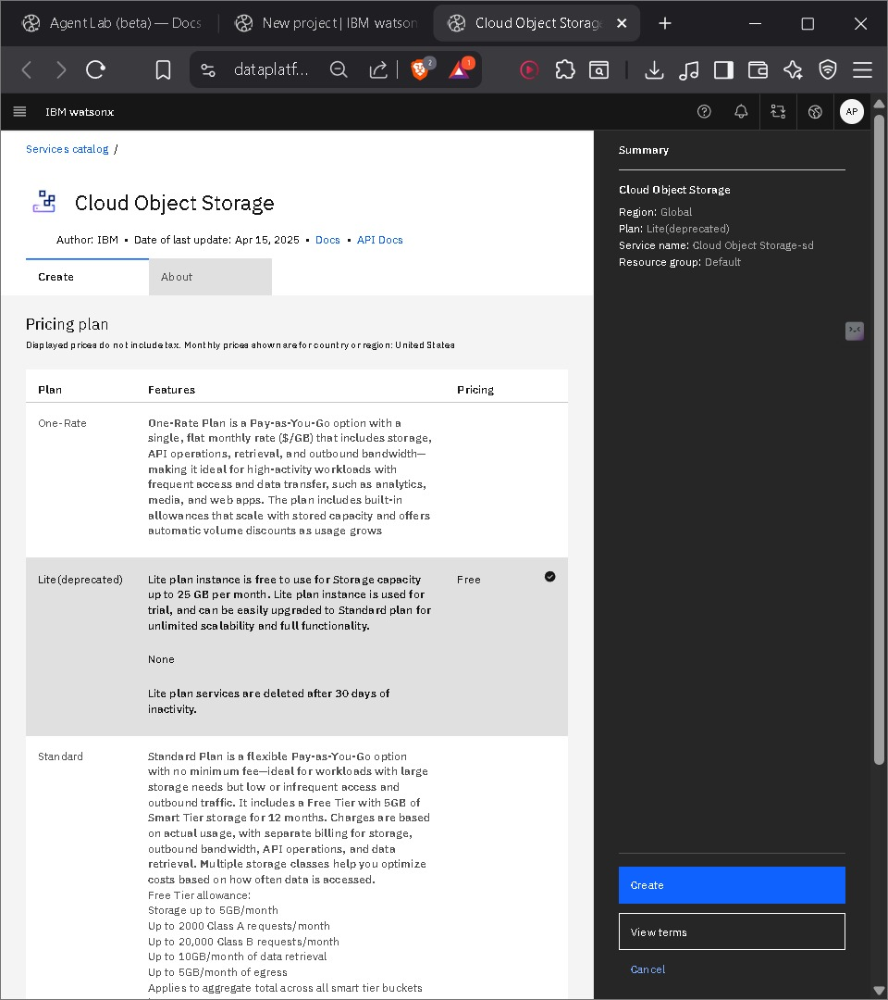 Agent Lab (beta) — Docs
New project | IBM watson
Cloud Object Storage
dataplatf...
2
1
IBM watsonx
AP
Services catalog /
Cloud Object Storage
Author: IBM • Date of last update: Apr 15, 2025 • Docs • API Docs
Create
About
Pricing plan
Displayed prices do not include tax. Monthly prices shown are for country or region: United States
Plan Features Pricing
One-Rate
One-Rate Plan is a Pay-as-You-Go option with a
single, flat monthly rate ($/GB) that includes storage,
API operations, retrieval, and outbound bandwidth—
making it ideal for high-activity workloads with
frequent access and data transfer, such as analytics,
media, and web apps. The plan includes built-in
allowances that scale with stored capacity and offers
automatic volume discounts as usage grows
Lite(deprecated)
Lite plan instance is free to use for Storage capacity
up to 25 GB per month. Lite plan instance is used for
trial, and can be easily upgraded to Standard plan for
unlimited scalability and full functionality.
None
Lite plan services are deleted after 30 days of
inactivity.
Free
Standard
Standard Plan is a flexible Pay-as-You-Go option
with no minimum fee—ideal for workloads with large
storage needs but low or infrequent access and
outbound traffic. It includes a Free Tier with 5GB of
Smart Tier storage for 12 months. Charges are based
on actual usage, with separate billing for storage,
outbound bandwidth, API operations, and data
retrieval. Multiple storage classes help you optimize
costs based on how often data is accessed.
Free Tier allowance:
Storage up to 5GB/month
Up to 2000 Class A requests/month
Up to 20,000 Class B requests/month
Up to 10GB/month of data retrieval
Up to 5GB/month of egress
Applies to aggregate total across all smart tier buckets
Summary
Cloud Object Storage
Region: Global
Plan: Lite(deprecated)
Service name: Cloud Object Storage-sd
Resource group: Default
Create
View terms
Cancel